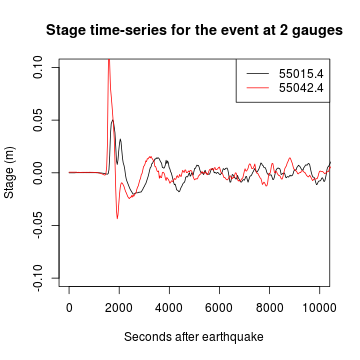 Stage time-series for the event at 2 gauges
55015.4
55042.4
Stage (m)
0.10
0.05
0.00
-0.05
-0.10
0 2000 4000 6000 8000 10000
Seconds after earthquake